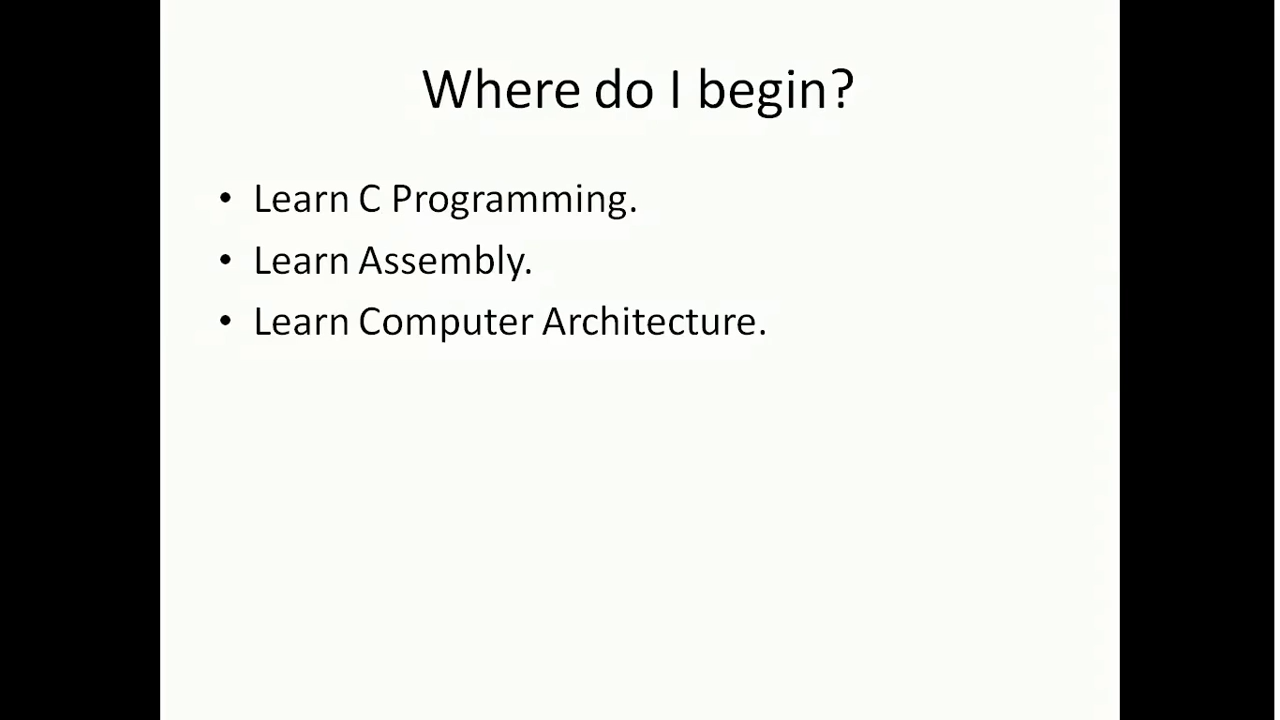 Where do I begin?
• Learn C Programming.
• Learn Assembly.
• Learn Computer Architecture.